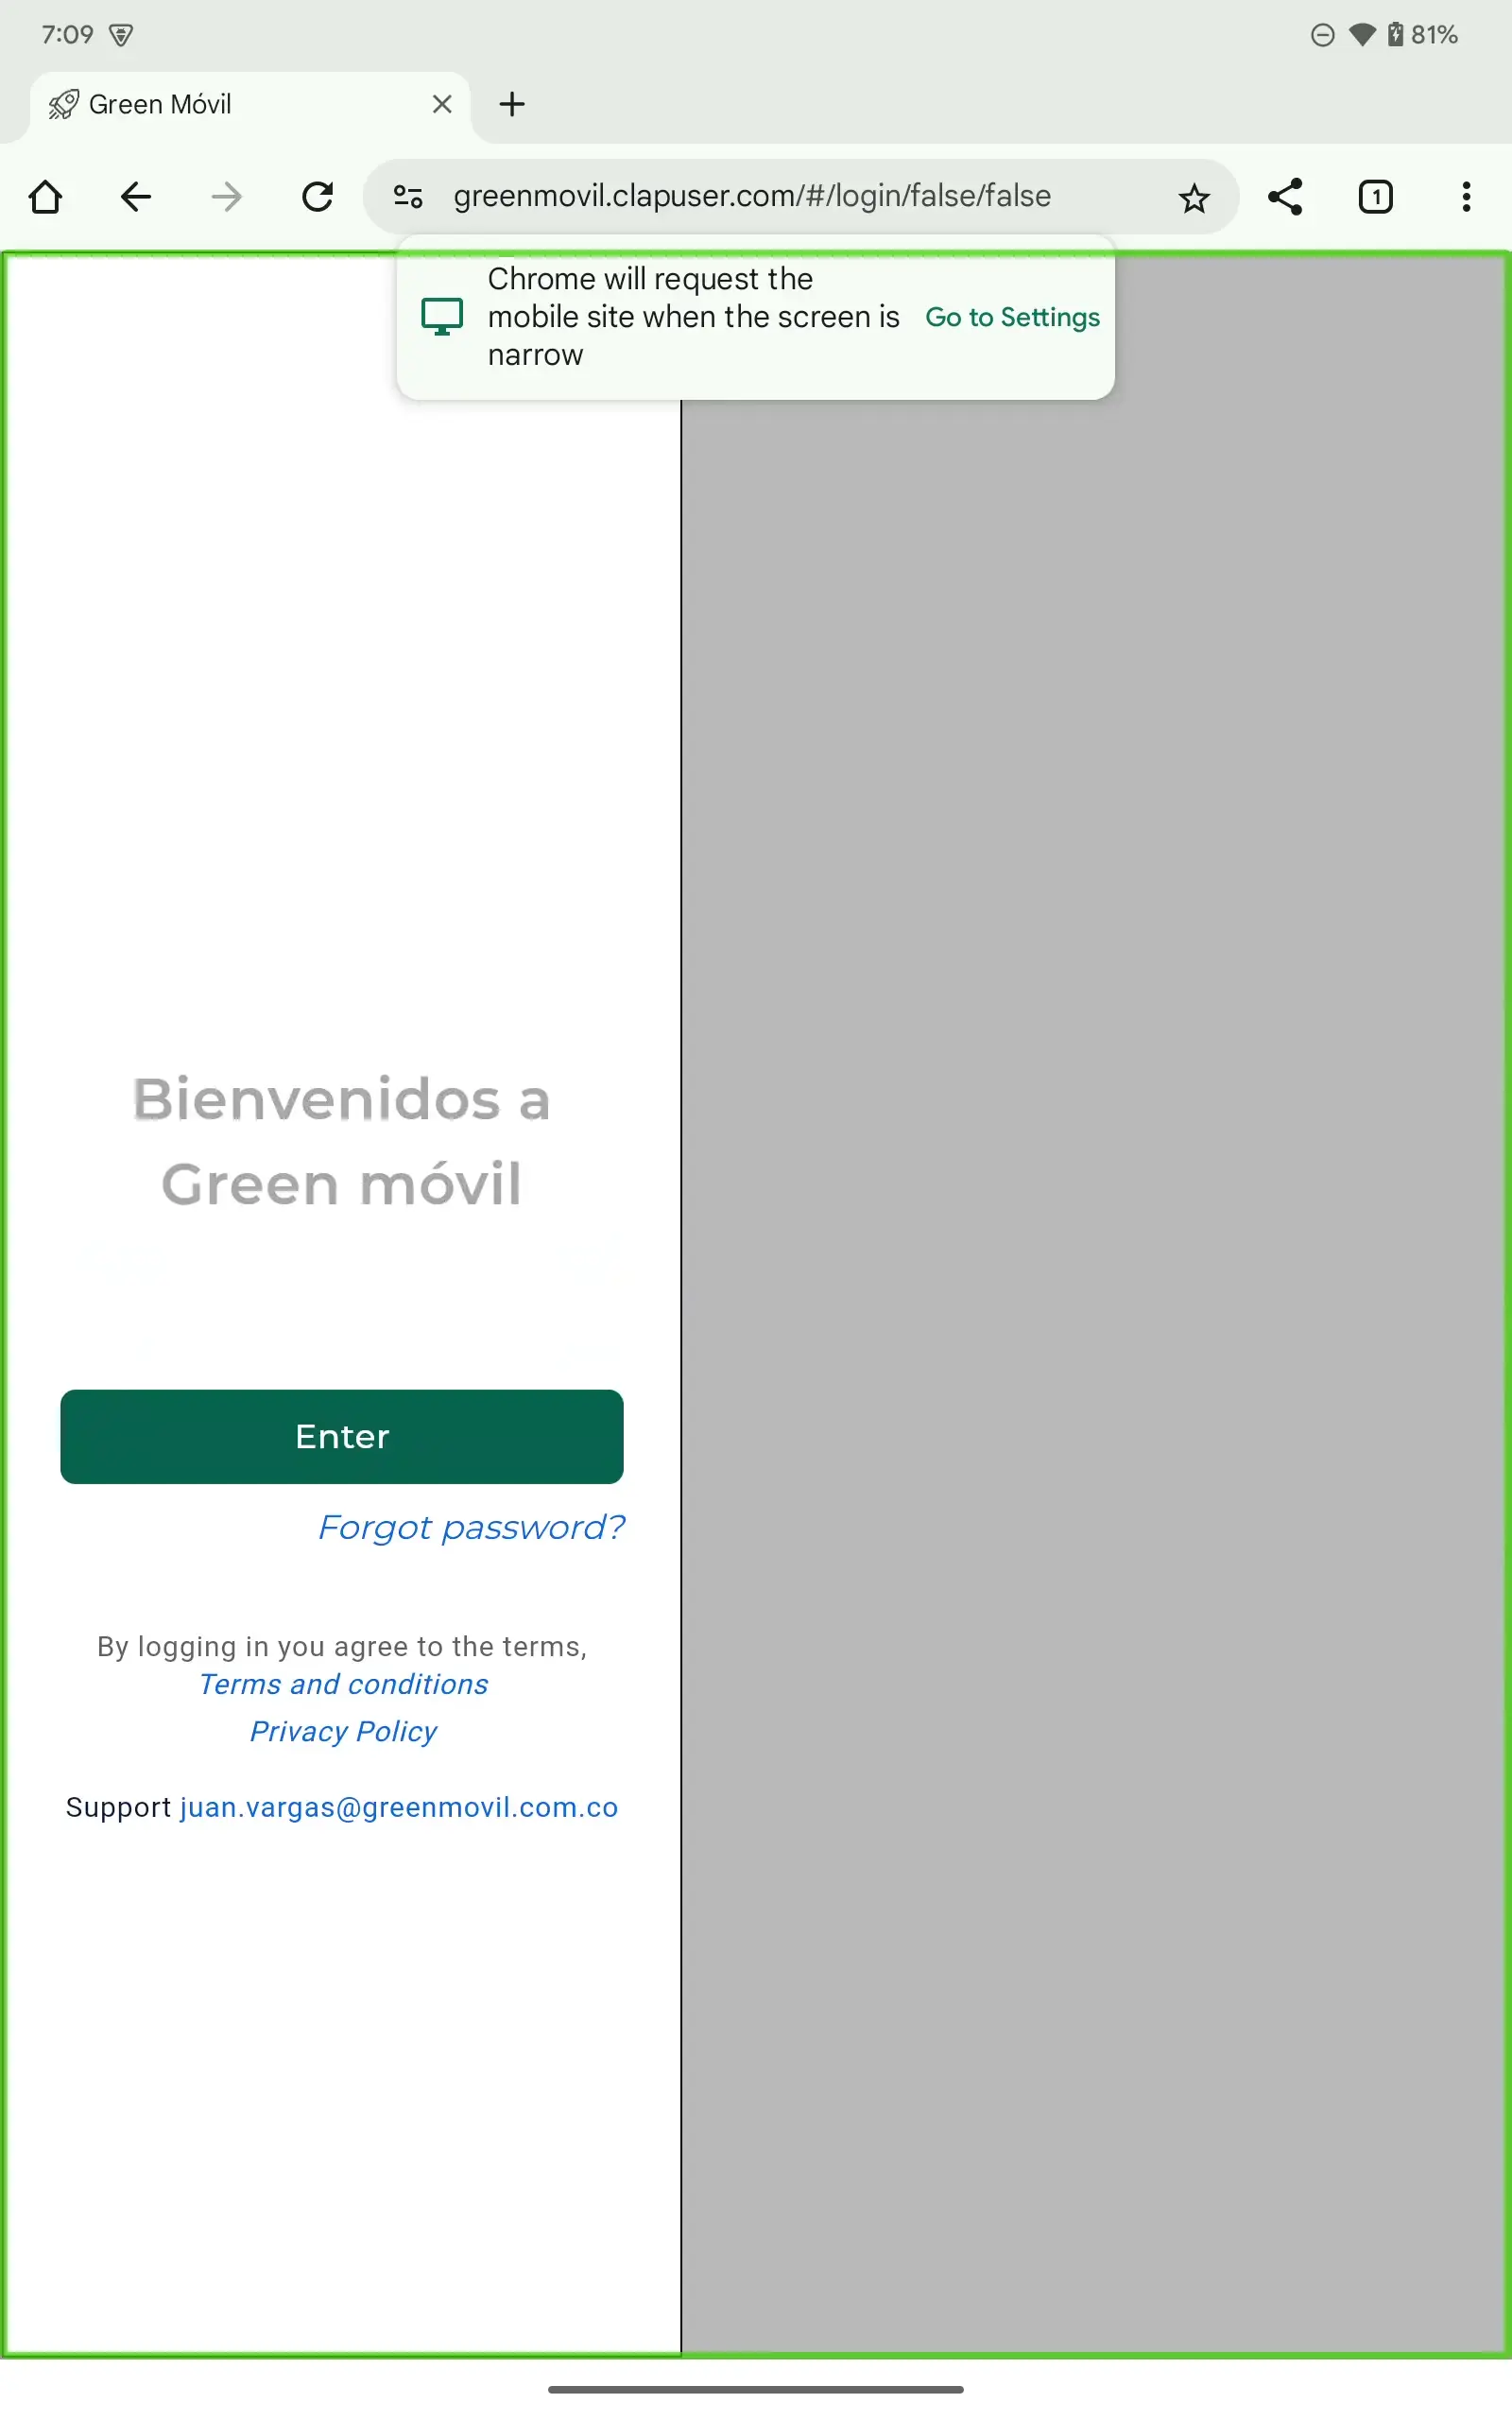 7:09
81%
Green Móvil
greenmovil.clapuser.com/#/login/false/false
1
Chrome will request the
mobile site when the screen is
narrow
Go to Settings
Bienvenidos a
Green móvil
Enter
Forgot password?
By logging in you agree to the terms,
Terms and conditions
Privacy Policy
Support juan.vargas@greenmovil.com.co